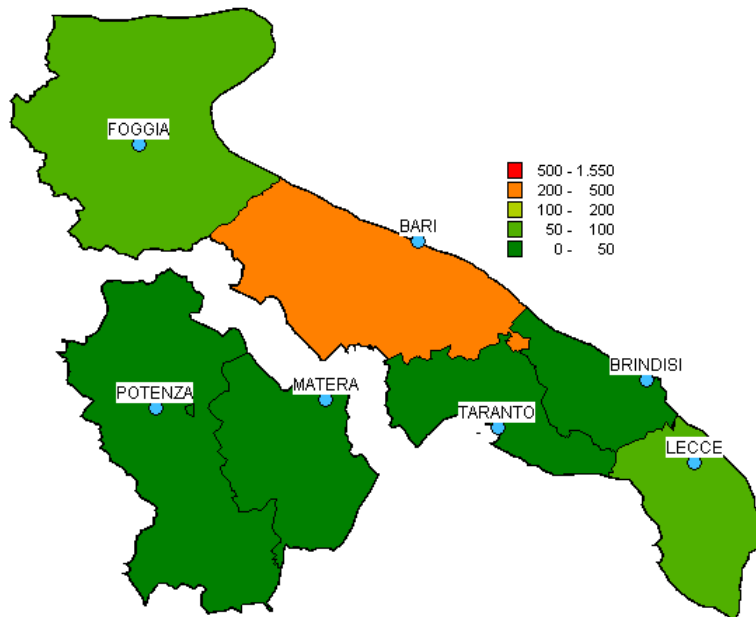 FOGGIA
500 - 1.550
200 - 500
100 - 200
50 - 100
0 - 50
BARI
BRINDISI
MATERA
POTENZA
TARANTO
-
LECCE